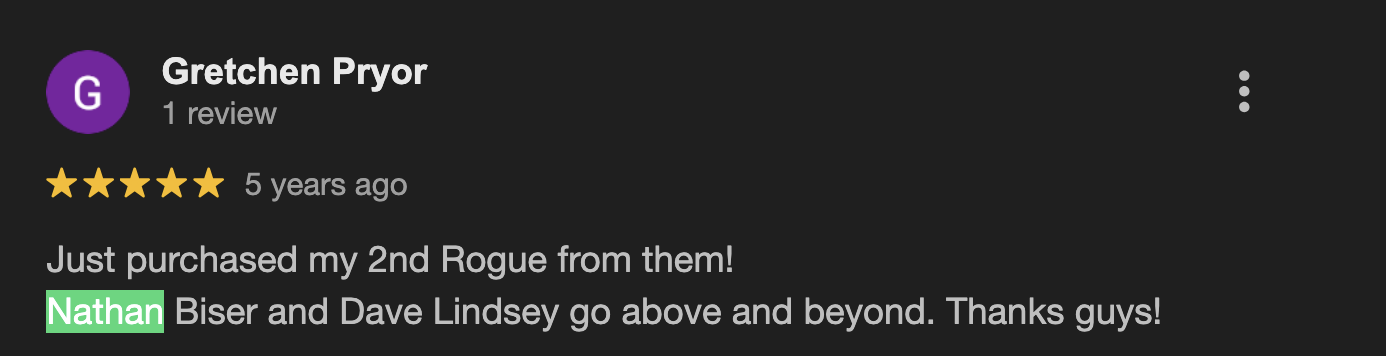 G
Gretchen Pryor
1 review
5 years ago
Just purchased my 2nd Rogue from them!
Nathan Biser and Dave Lindsey go above and beyond. Thanks guys!